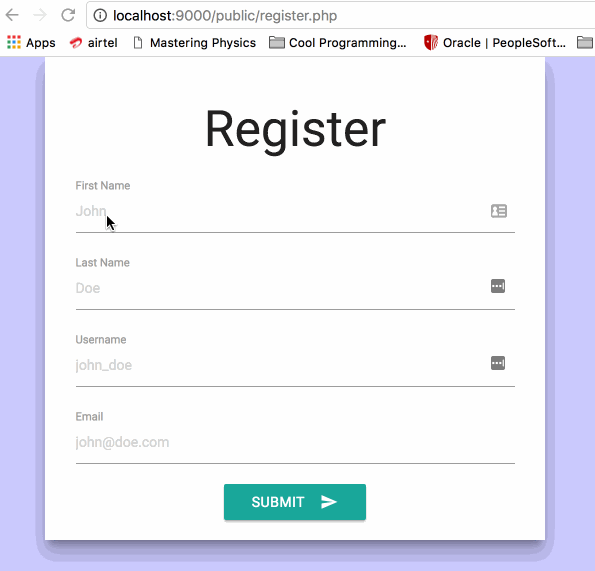 localhost:9000/public/register.php
Apps airtel Mastering Physics Cool Programming... Oracle | PeopleSoft...
Register
First Name
John
Last Name
Doe
Username
john_doe
Email
john@doe.com
SUBMIT